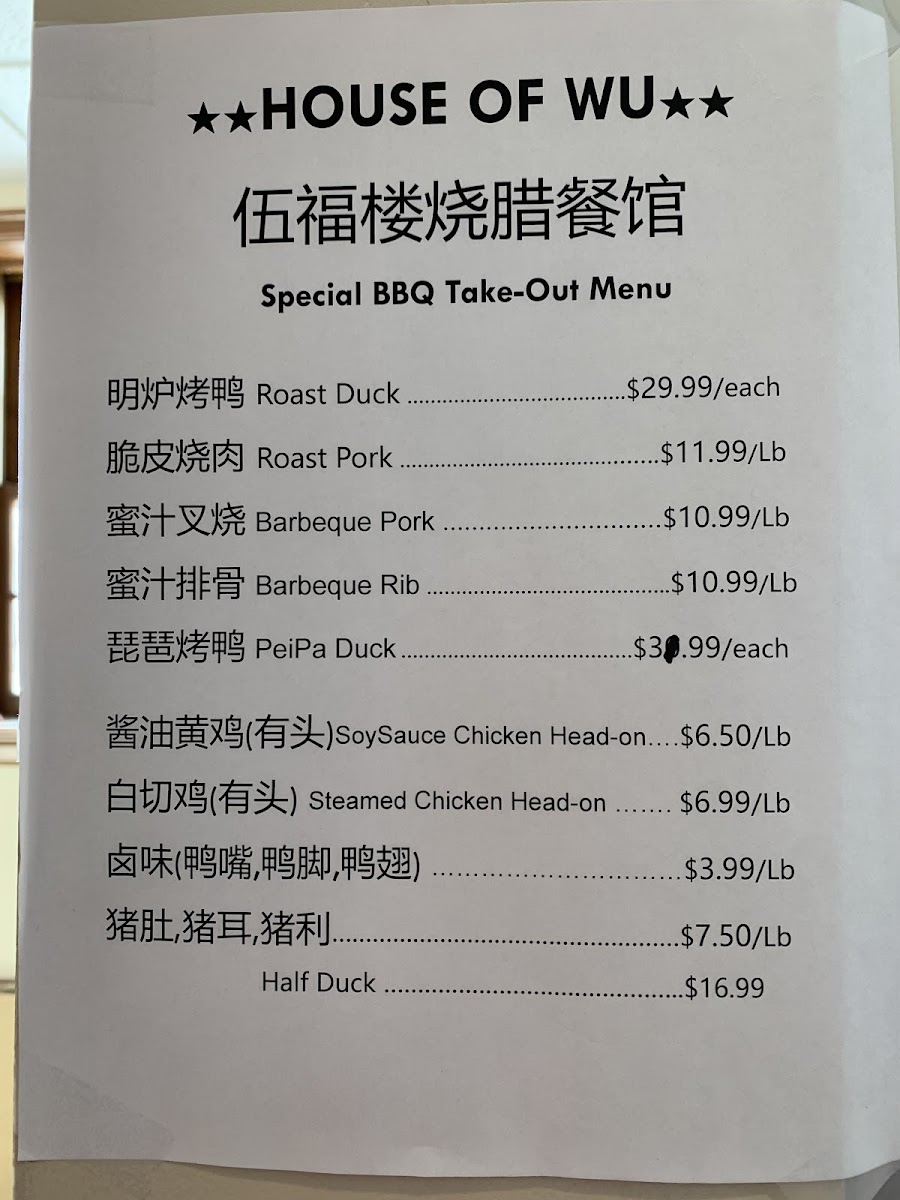 ★★HOUSE OF WU★★
伍福楼烧腊餐馆
Special BBQ Take-Out Menu
明炉烤鸭 Roast Duck ............................$29.99/each
脆皮烧肉 Roast Pork .................................$11.99/Lb
蜜汁叉烧 Barbeque Pork ............................$10.99/Lb
蜜汁排骨 Barbeque Rib ...............................$10.99/Lb
琵琶烤鸭 PeiPa Duck..............................
酱油黄鸡(有头)SoySauce Chicken Head-on....$6.50/Lb
白切鸡(有头) Steamed Chicken Head-on ....... $6.99/Lb
卤味(鸭嘴,鸭脚,鸭翅) ................................$3.99/Lb
猪肚,猪耳,猪利.............................................$7.50/Lb
Half Duck ......................................$16.99